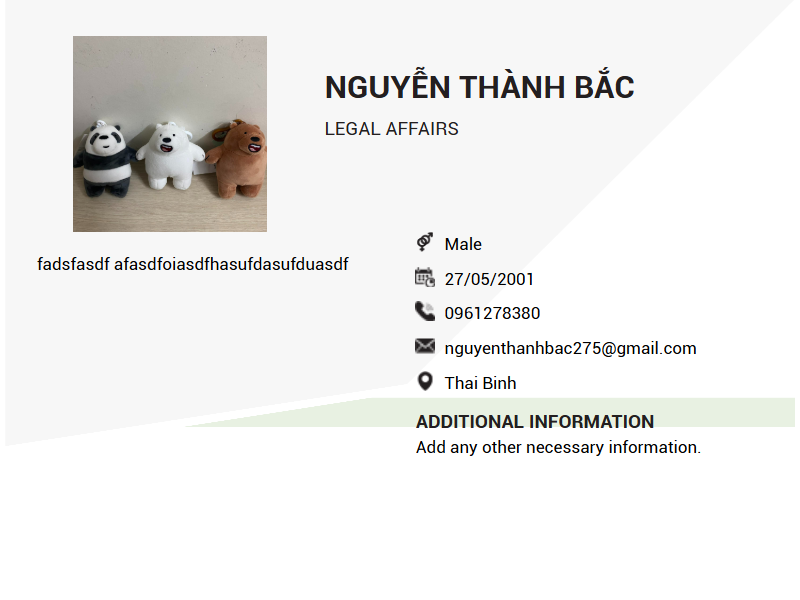 NGUYỄN THÀNH BẮC
LEGAL AFFAIRS
fadsfasdf afasdfoiasdfhasufdasufduasdf
Male
27/05/2001
0961278380
nguyenthanhbac275@gmail.com
Thai Binh
ADDITIONAL INFORMATION
Add any other necessary information.